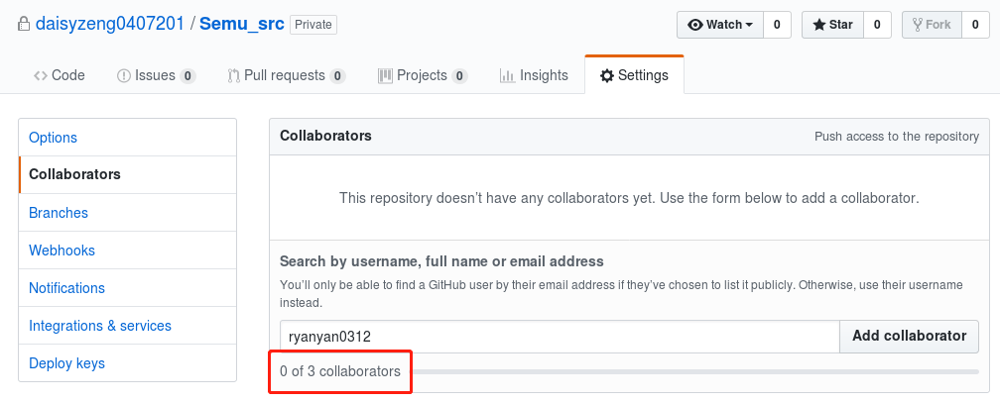 daisyzeng0407201 / Semu_src Private
Watch 0 Star 0 Fork 0
Code Issues 0 Pull requests 0 Projects 0 Insights Settings
Options
Collaborators
Branches
Webhooks
Notifications
Integrations & services
Deploy keys
Collaborators Push access to the repository
This repository doesn’t have any collaborators yet. Use the form below to add a collaborator.
Search by username, full name or email address
You’ll only be able to find a GitHub user by their email address if they’ve chosen to list it publicly. Otherwise, use their username
instead.
ryanyan0312 Add collaborator
0 of 3 collaborators